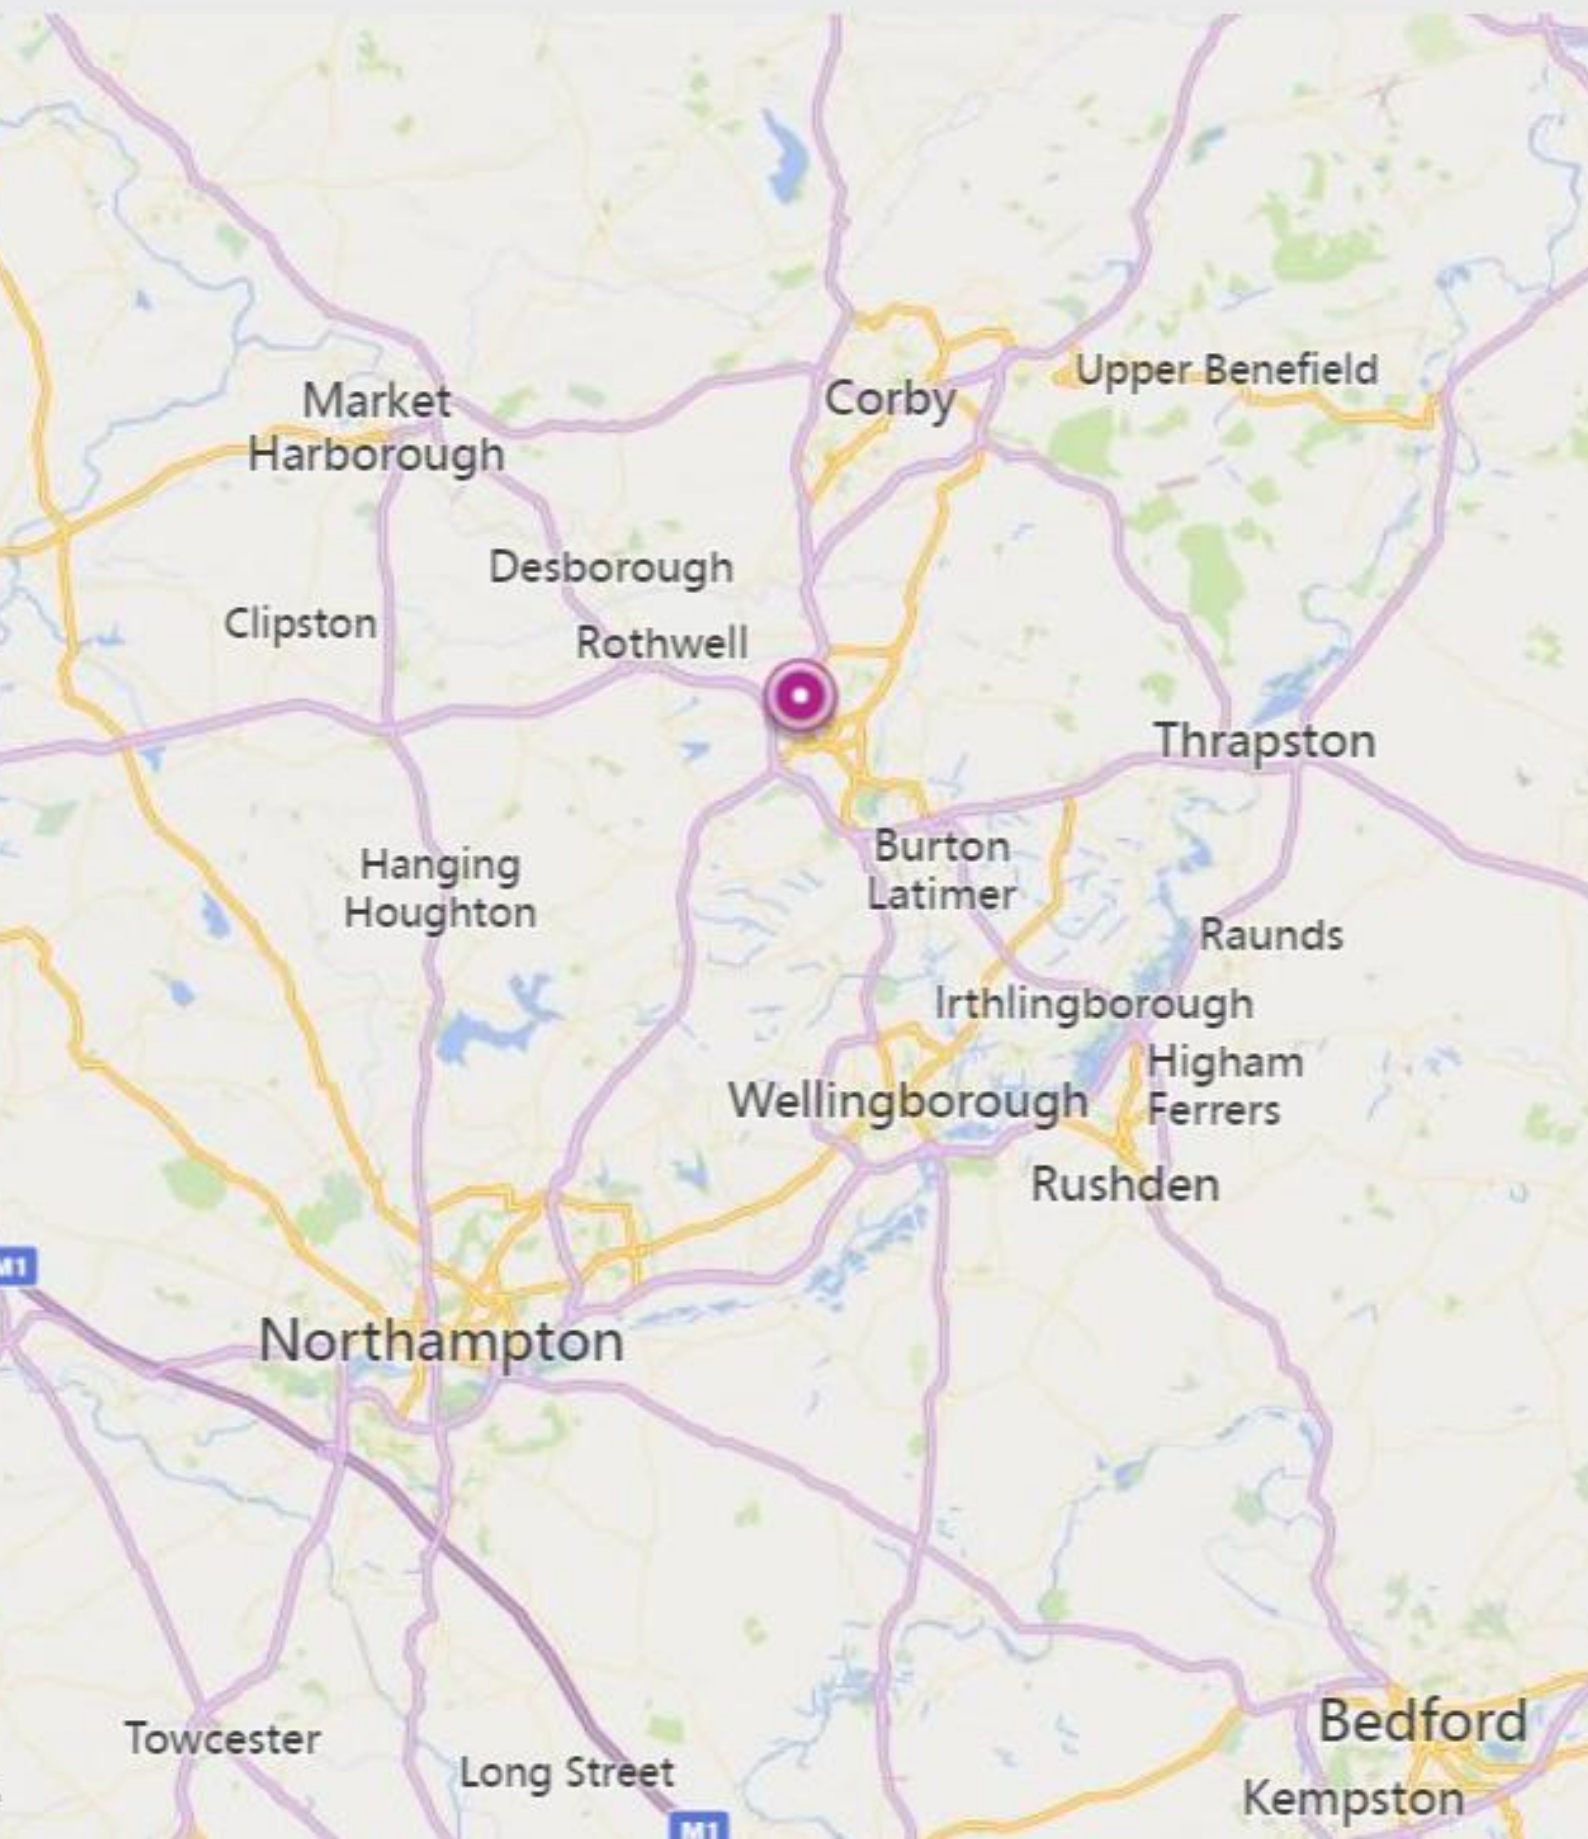 Upper Benefield
Market
Harborough
Corby
Desborough
Clipston
Rothwell
Thrapston
Burton
Latimer
Hanging
Houghton
Raunds
Irthlingborough
Higham
Ferrers
Wellingborough
Rushden
M1
Northampton
Bedford
Towcester
Long Street
Kempston
M1